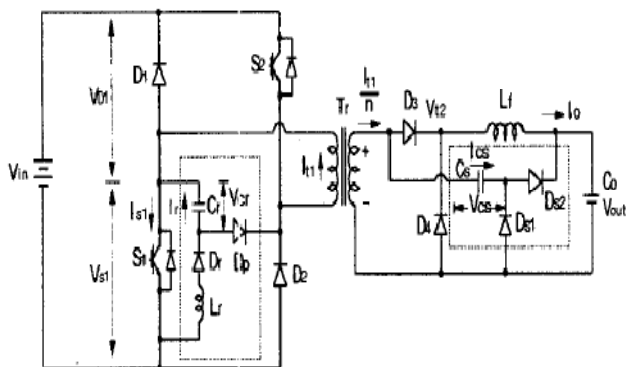 Vin
VD1
Vs1
D1
Is1
S1
Ir
Cr
Vcr
Dr
Dp
Lr
S2
D2
It1
Tr
It1
n
D3
Vt2
Lf
Io
Ics
Cs
Vcs
Ds2
D4
Ds1
Co
Vout
+
-